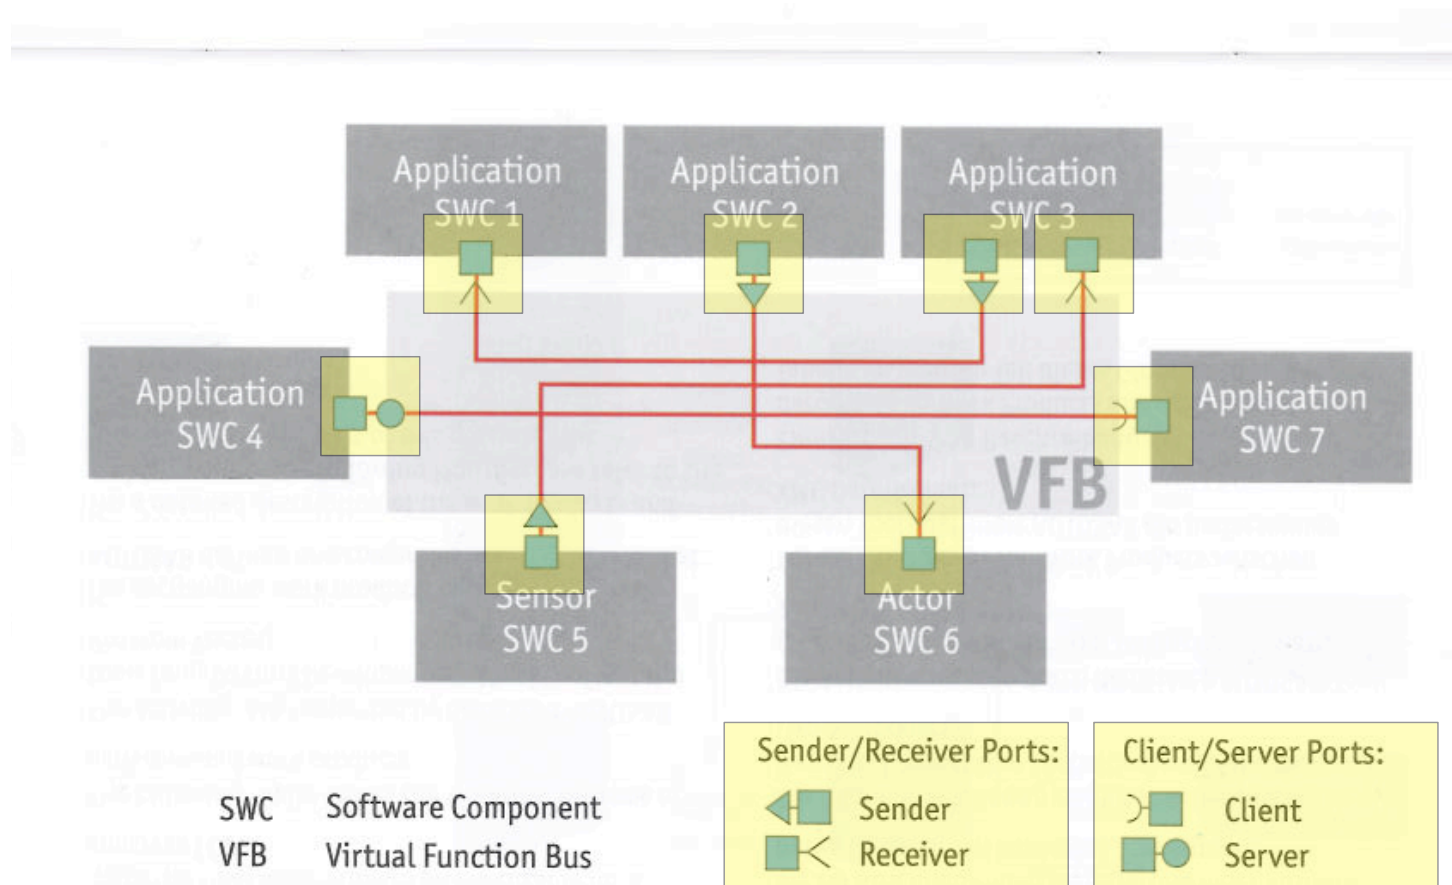 Application
SWC 1
Application
SWC 2
Application
SWC 3
Application
SWC 4
Application
SWC 7
VFB
Sensor
SWC 5
Actor
SWC 6
SWC Software Component
VFB Virtual Function Bus
Sender/Receiver Ports:
Sender
Receiver
Client/Server Ports:
Client
Server